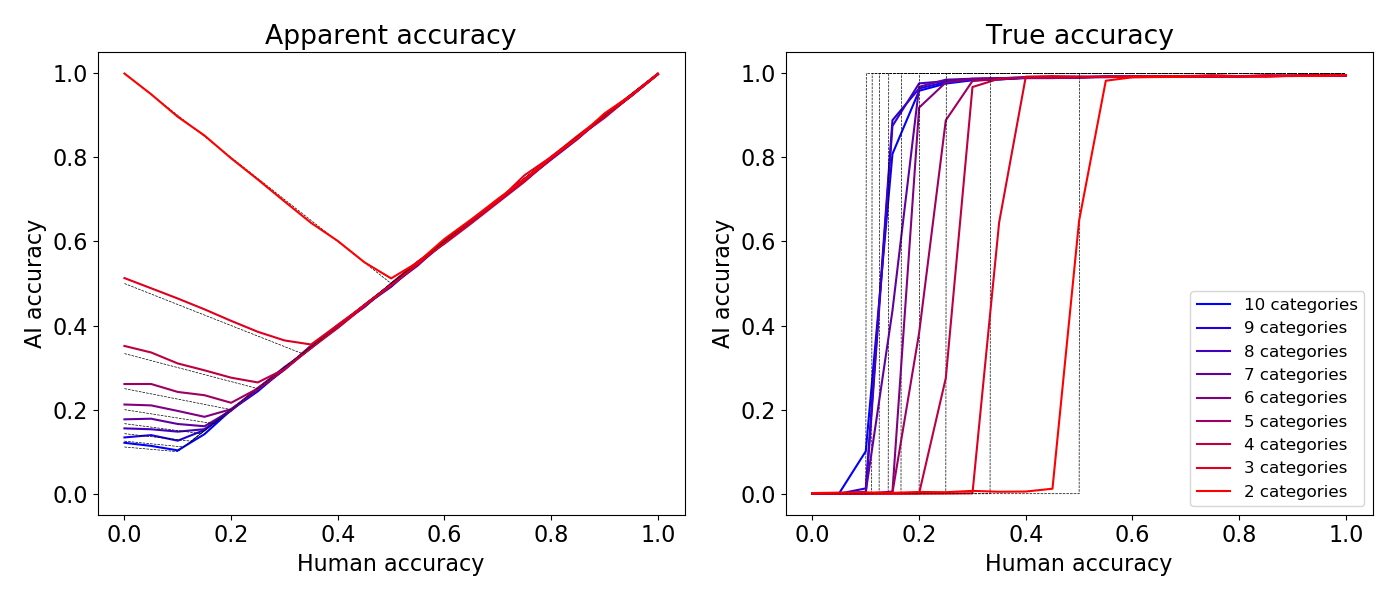 Apparent accuracy
AI accuracy
1.0
0.8
0.6
0.4
0.2
0.0
0.0 0.2 0.4 0.6 0.8 1.0
Human accuracy
True accuracy
AI accuracy
1.0
0.8
0.6
0.4
0.2
0.0
10 categories
9 categories
8 categories
7 categories
6 categories
5 categories
4 categories
3 categories
2 categories
0.0 0.2 0.4 0.6 0.8 1.0
Human accuracy